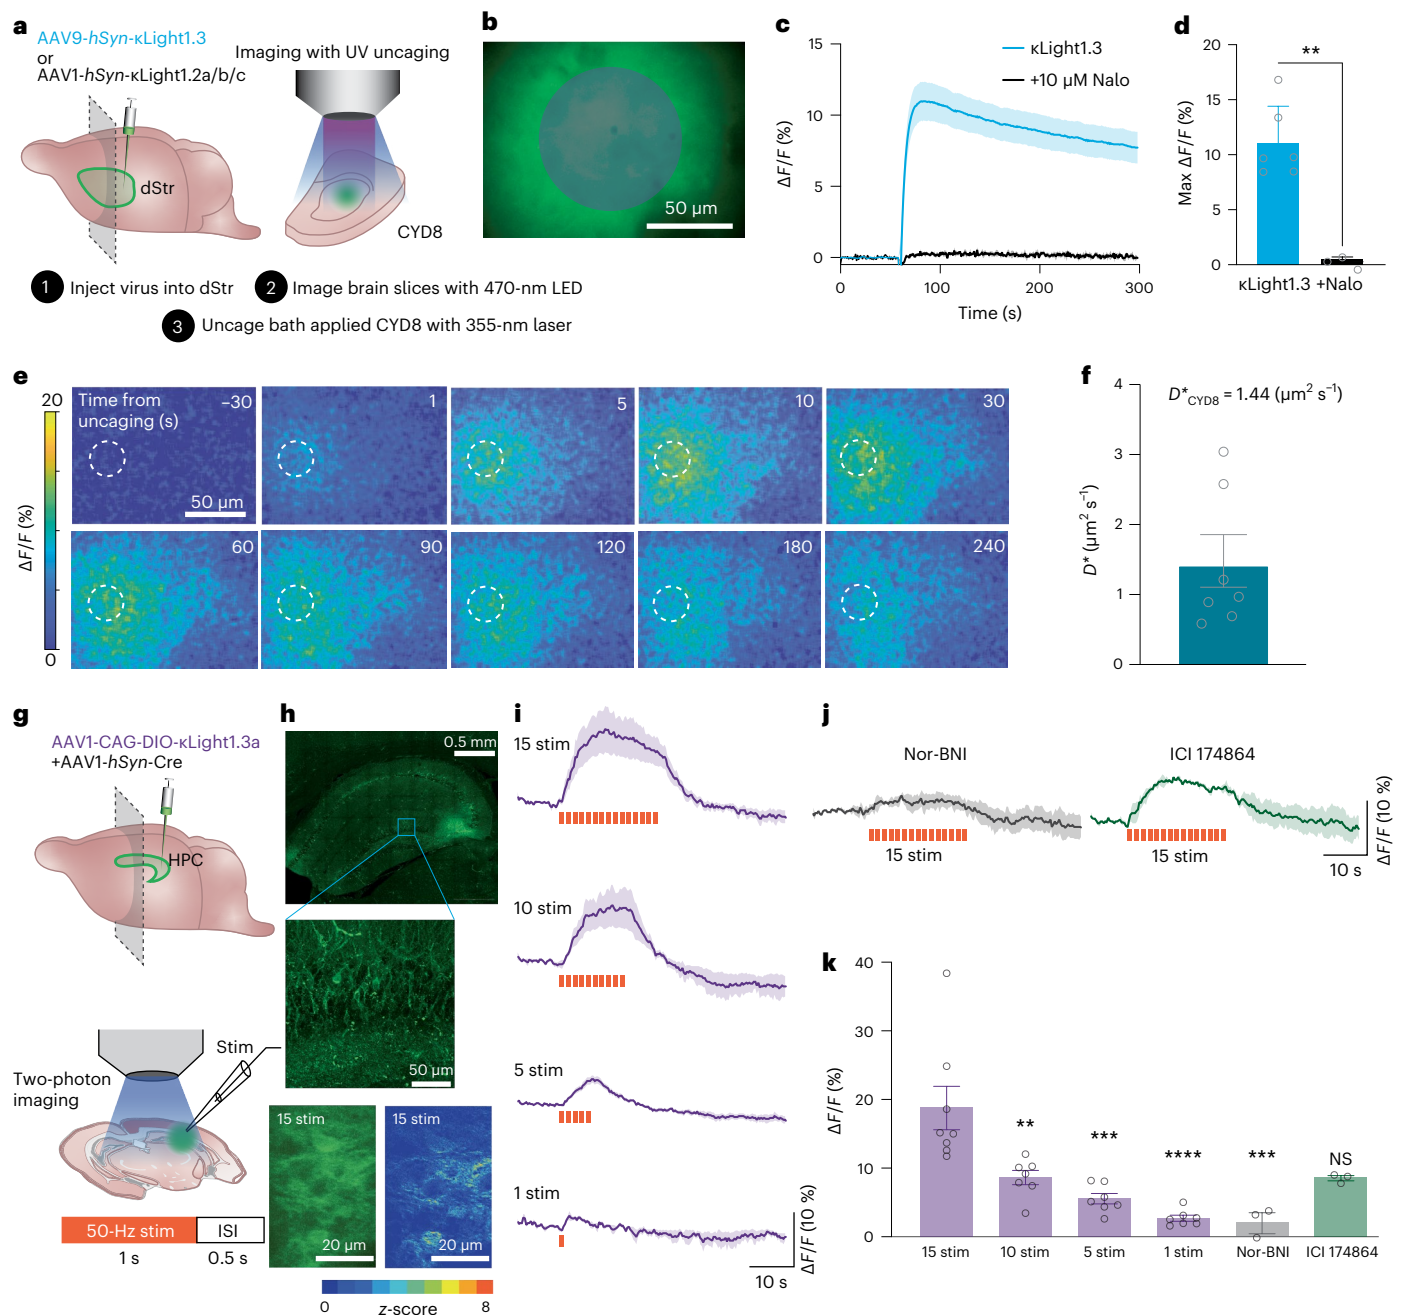 a
AAV9-hSyn-κLight1.3
or
AAV1-hSyn-κLight1.2a/b/c
Imaging with UV uncaging
dStr
CYD8
1 Inject virus into dStr
2 Image brain slices with 470-nm LED
3 Uncage bath applied CYD8 with 355-nm laser
b
50 µm
c
15
10
5
0
ΔF/F (%)
κLight1.3
+10 µM Nalo
0 100 200 300
Time (s)
d
20
15
10
5
0
Max ΔF/F (%)
**
κLight1.3 +Nalo
e
20
0
ΔF/F (%)
Time from
uncaging (s)
−30
50 µm
1
5
10
30
60
90
120
180
240
f
4
3
2
1
0
D* (µm² s⁻¹)
D*CYD8 = 1.44 (µm² s⁻¹)
g
AAV1-CAG-DIO-κLight1.3a
+AAV1-hSyn-Cre
HPC
Stim
Two-photon
imaging
50-Hz stim ISI
1 s 0.5 s
h
0.5 mm
50 µm
15 stim
20 µm
15 stim
20 µm
0 8
z-score
i
15 stim
10 stim
5 stim
1 stim
ΔF/F (10 %)
10 s
j
Nor-BNI
15 stim
ICI 174864
15 stim
ΔF/F (10 %)
10 s
k
40
30
20
10
0
ΔF/F (%)
**
***
****
***
NS
15 stim 10 stim 5 stim 1 stim Nor-BNI ICI 174864